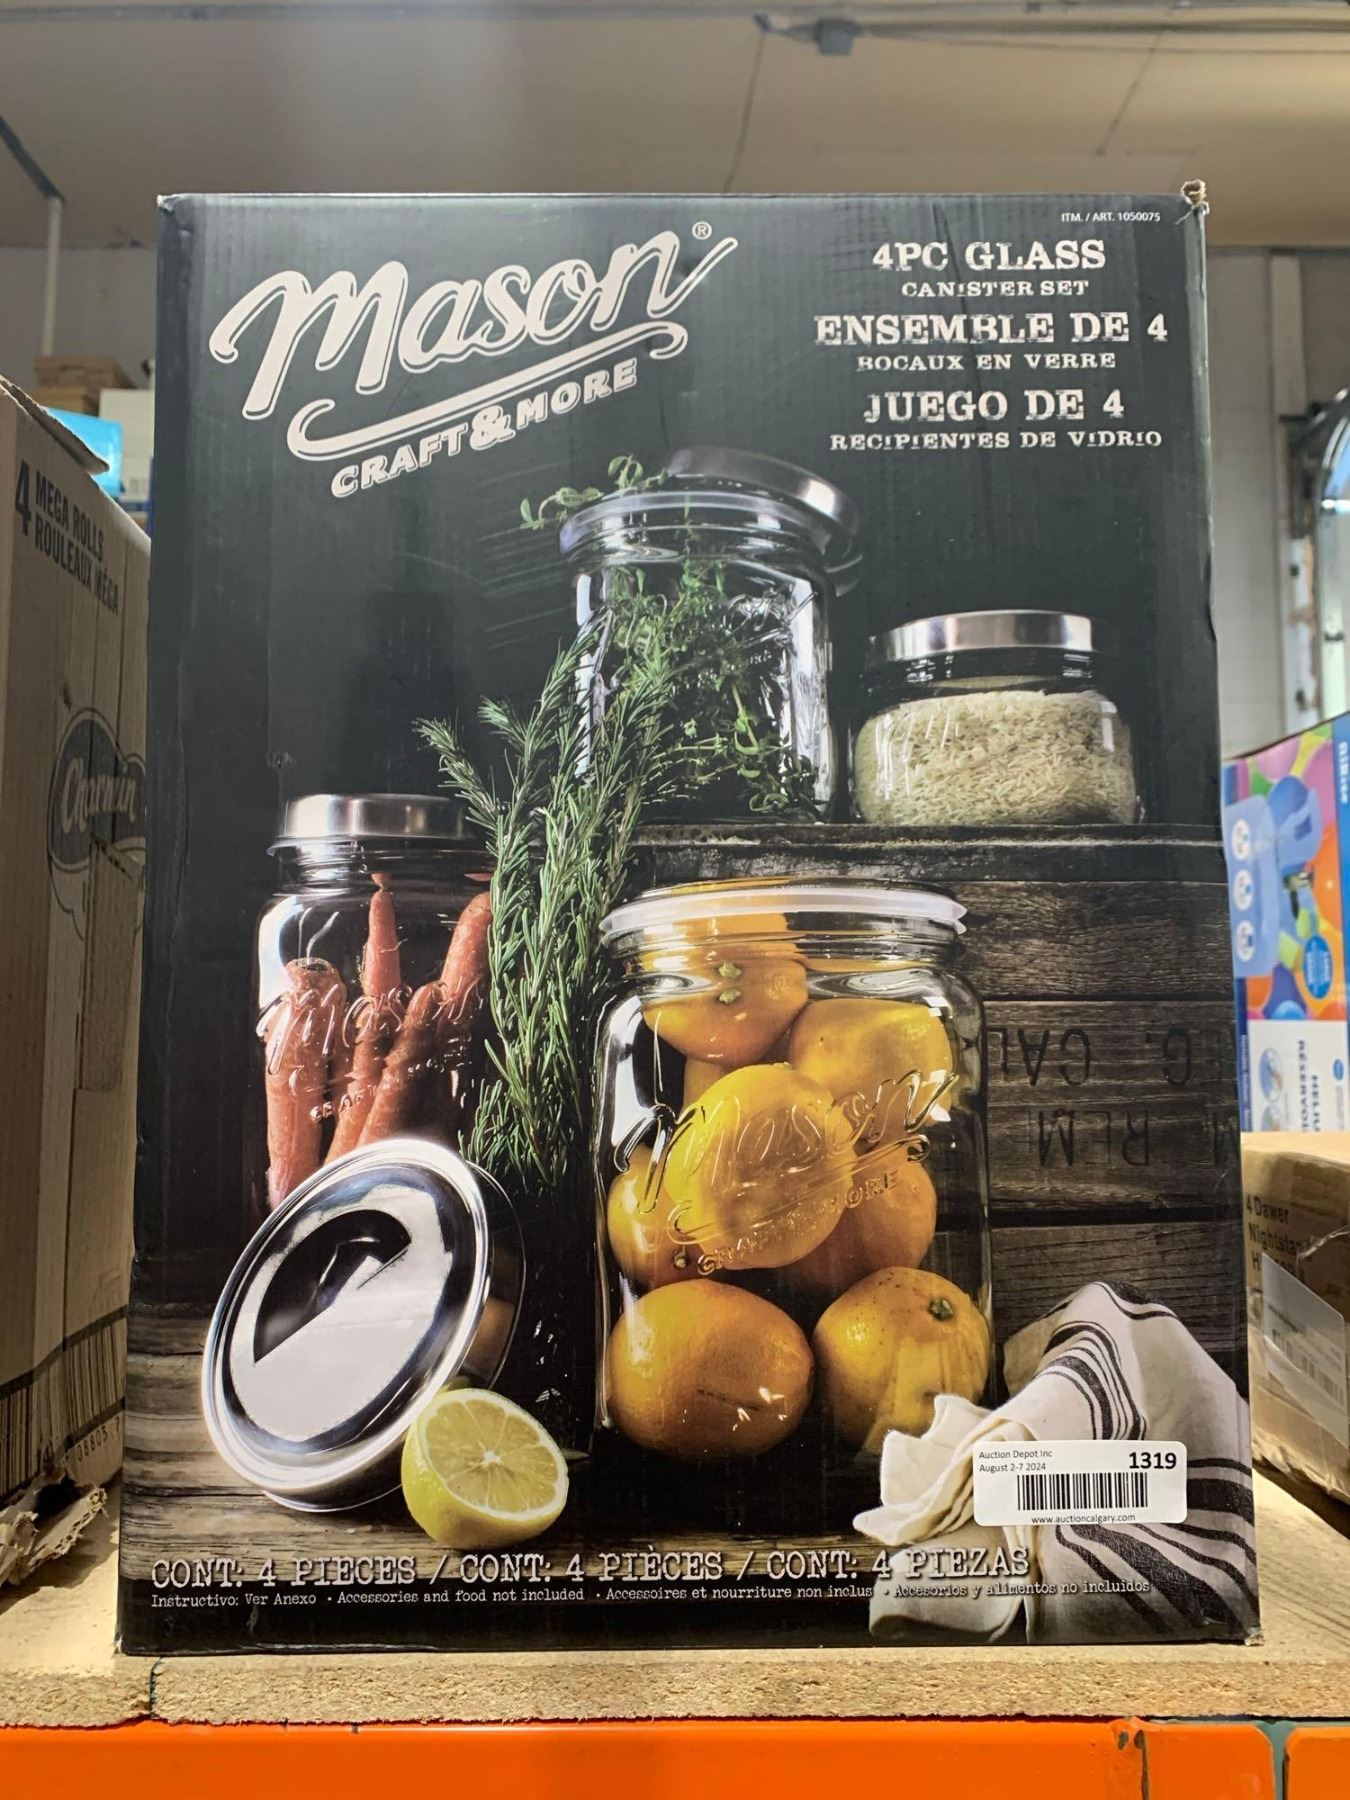 ITM. / ART. 1050075
Mason®
CRAFT & MORE
4PC GLASS
CANISTER SET
ENSEMBLE DE 4
BOCAUX EN VERRE
JUEGO DE 4
RECIPIENTES DE VIDRIO
4 MEGA ROLLS
ROULEAUX MÉGA
Charmin
Mason
CRAFT & MORE
CONT: 4 PIECES / CONT: 4 PIÈCES / CONT: 4 PIEZAS
Instructivo: Ver Anexo • Accessories and food not included • Accessoires et nourriture non inclus • Accesorios y alimentos no incluidos
Auction Depot Inc
August 2-7 2024
1319
www.auctioncalgary.com
4 Dawer